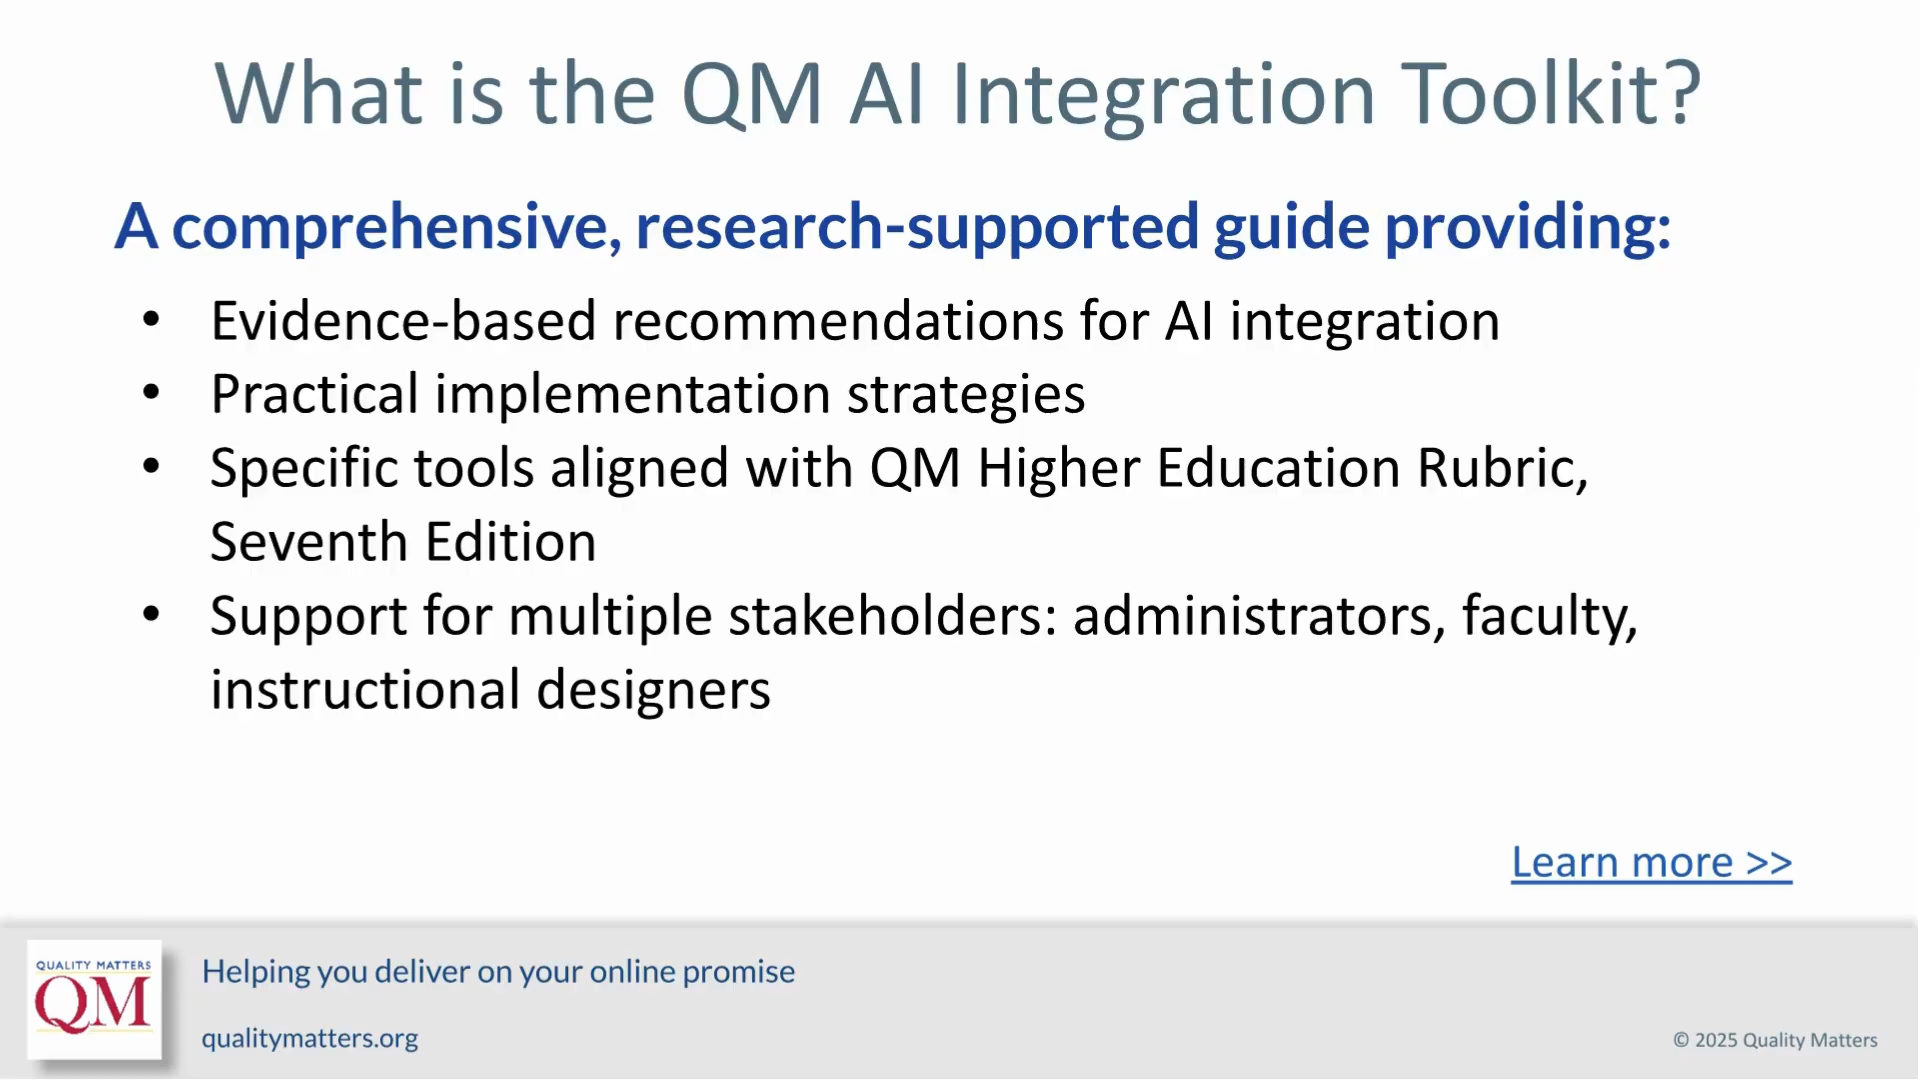 What is the QM AI Integration Toolkit?
A comprehensive, research-supported guide providing:
• Evidence-based recommendations for AI integration
• Practical implementation strategies
• Specific tools aligned with QM Higher Education Rubric,
Seventh Edition
• Support for multiple stakeholders: administrators, faculty,
instructional designers
Learn more >>
QUALITY MATTERS
QM
Helping you deliver on your online promise
qualitymatters.org
© 2025 Quality Matters